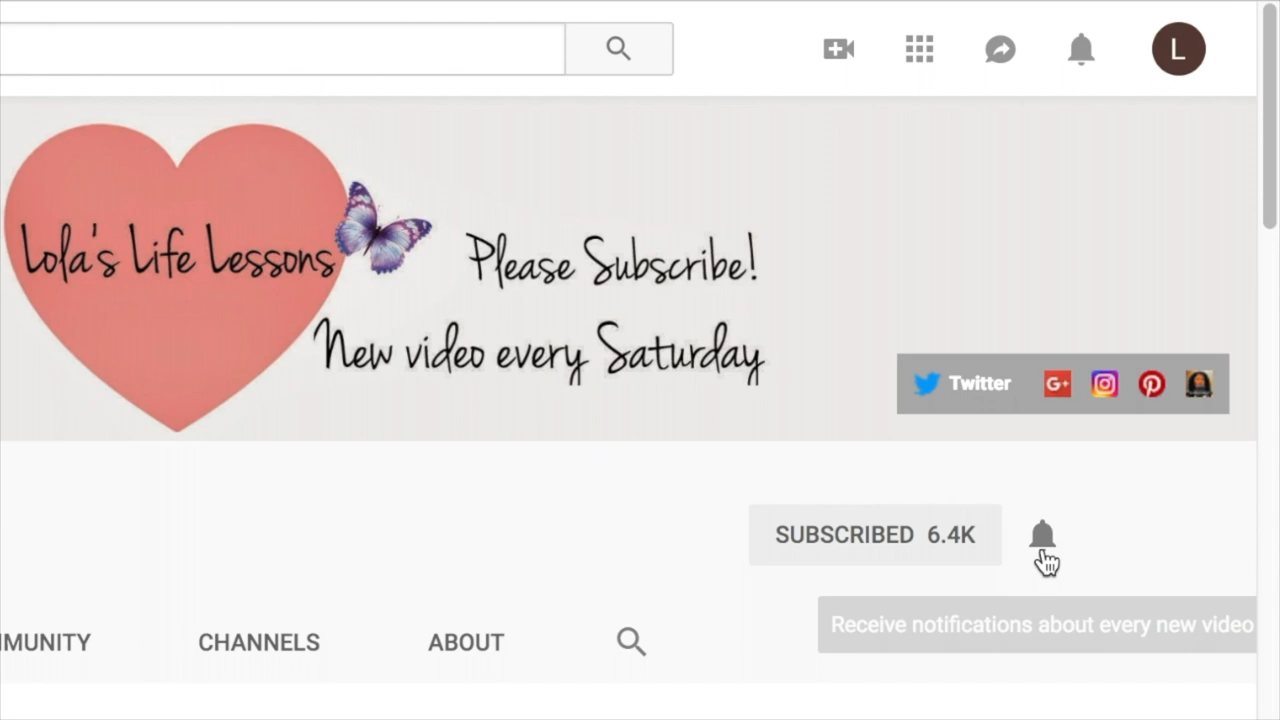 L
Lola's Life Lessons
Please Subscribe!
New video every Saturday
Twitter
G+
SUBSCRIBED 6.4K
Receive notifications about every new video
CHANNELS
ABOUT